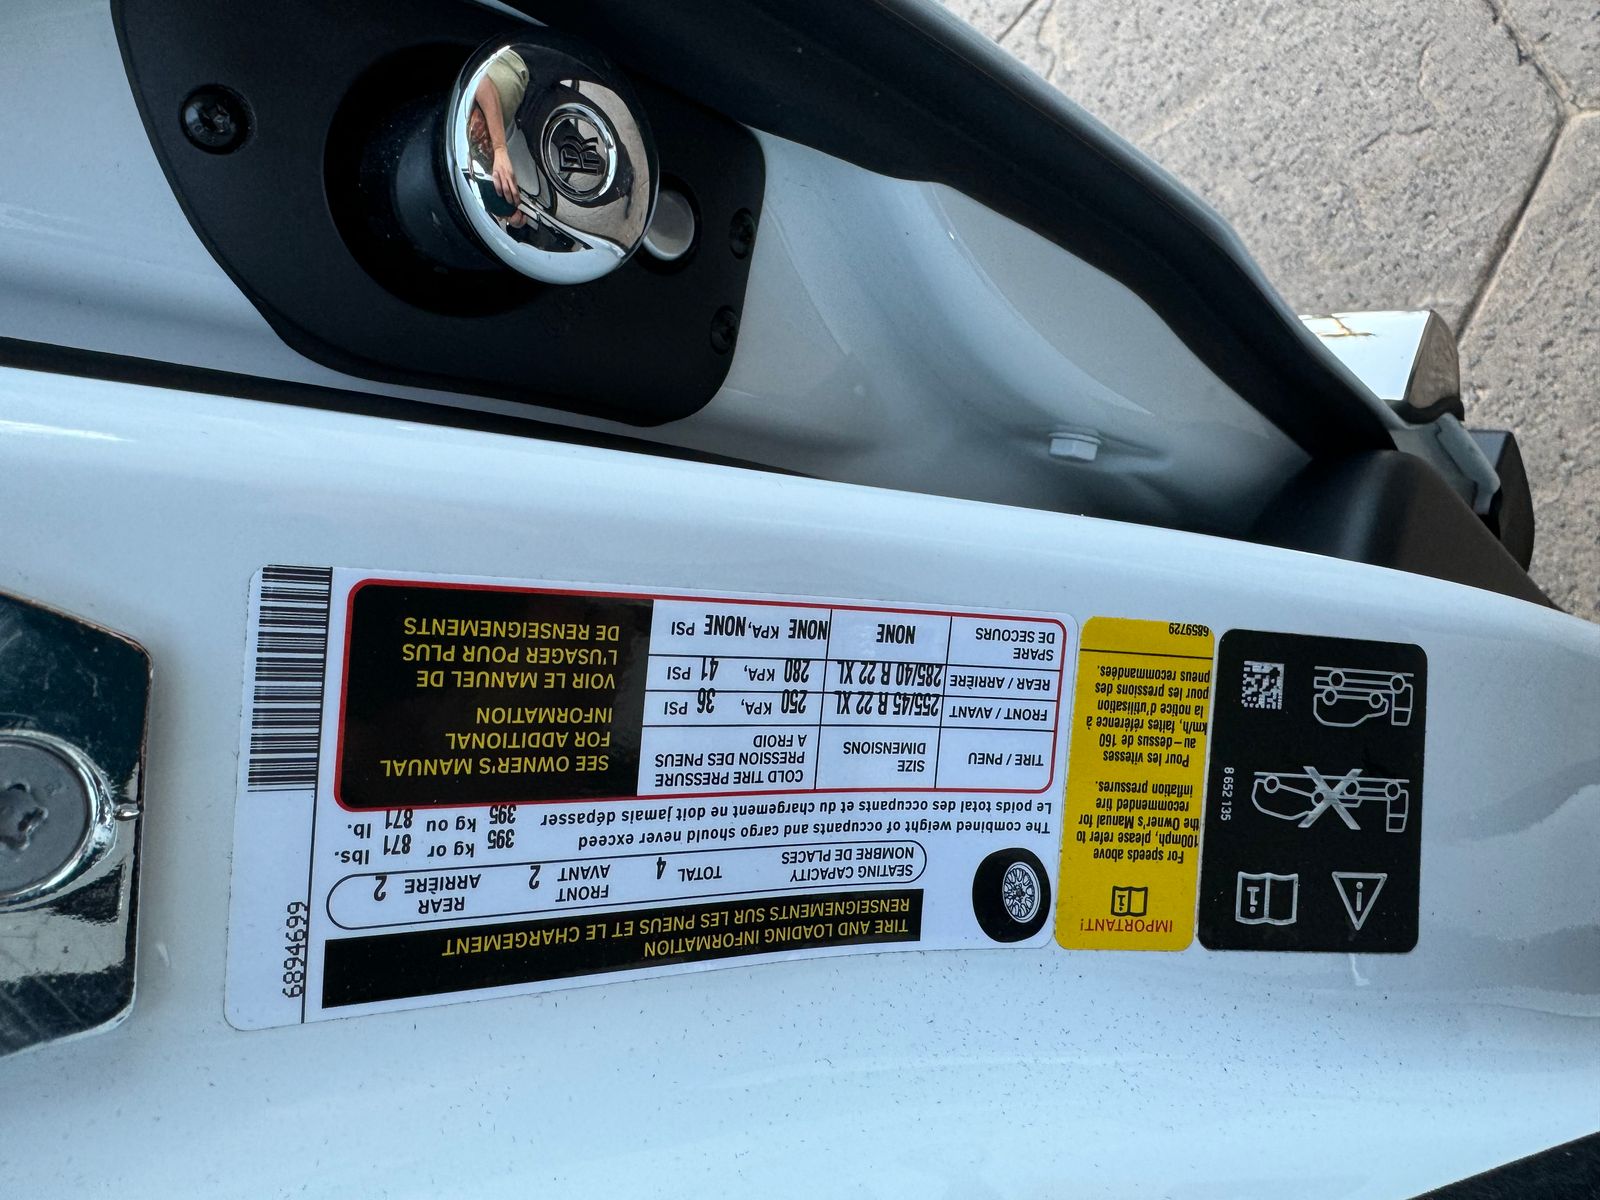 RR
TIRE AND LOADING INFORMATION
RENSEIGNEMENTS SUR LES PNEUS ET LE CHARGEMENT
SEATING CAPACITY
NOMBRE DE PLACES
TOTAL 4
FRONT
AVANT 2
REAR
ARRIÈRE 2
The combined weight of occupants and cargo should never exceed 395 kg or 871 lbs.
Le poids total des occupants et du chargement ne doit jamais dépasser 395 kg ou 871 lb.
TIRE / PNEU
SIZE
DIMENSIONS
COLD TIRE PRESSURE
PRESSION DES PNEUS
A FROID
FRONT / AVANT 255/45 R 22 XL 250 KPA, 36 PSI
REAR / ARRIÈRE 285/40 R 22 XL 280 KPA, 41 PSI
SPARE
DE SECOURS
NONE NONE KPA, NONE PSI
SEE OWNER'S MANUAL
FOR ADDITIONAL
INFORMATION
VOIR LE MANUEL DE
L'USAGER POUR PLUS
DE RENSEIGNEMENTS
6894699
IMPORTANT!
For speeds above
100mph, please refer to
the Owner's Manual for
recommended tire
inflation pressures.
Pour les vitesses
au-dessus de 160
km/h, faites référence à
la notice d'utilisation
pour les pressions des
pneus recommandées.
6859729
8 652 135